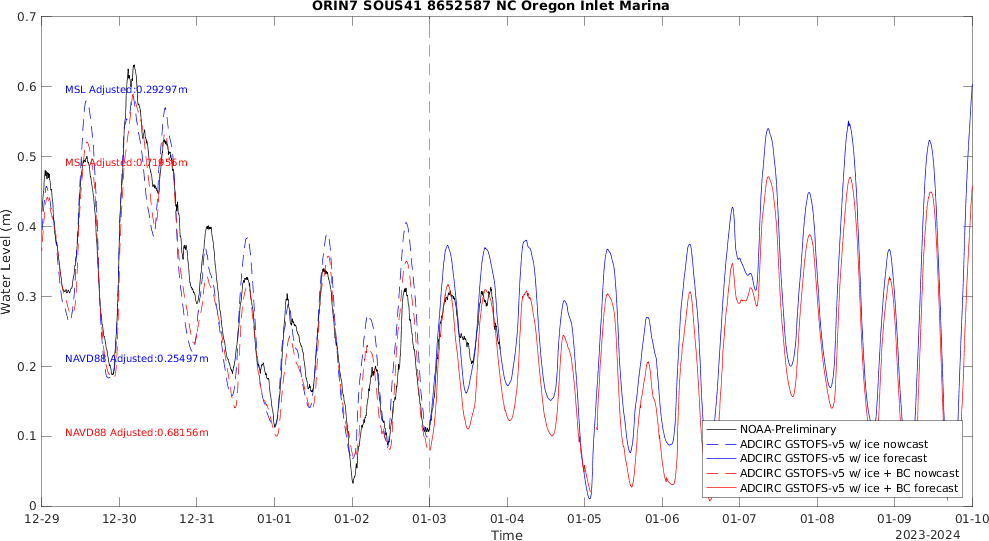 ORIN7 SOUS41 8652587 NC Oregon Inlet Marina
0.7
0.6
0.5
0.4
0.3
0.2
0.1
0
Water Level (m)
MSL Adjusted:0.29297m
MSL Adjusted:0.71956m
NAVD88 Adjusted:0.25497m
NAVD88 Adjusted:0.68156m
NOAA-Preliminary
ADCIRC GSTOFS-v5 w/ ice nowcast
ADCIRC GSTOFS-v5 w/ ice forecast
ADCIRC GSTOFS-v5 w/ ice + BC nowcast
ADCIRC GSTOFS-v5 w/ ice + BC forecast
12-29 12-30 12-31 01-01 01-02 01-03 01-04 01-05 01-06 01-07 01-08 01-09 01-10
Time
2023-2024